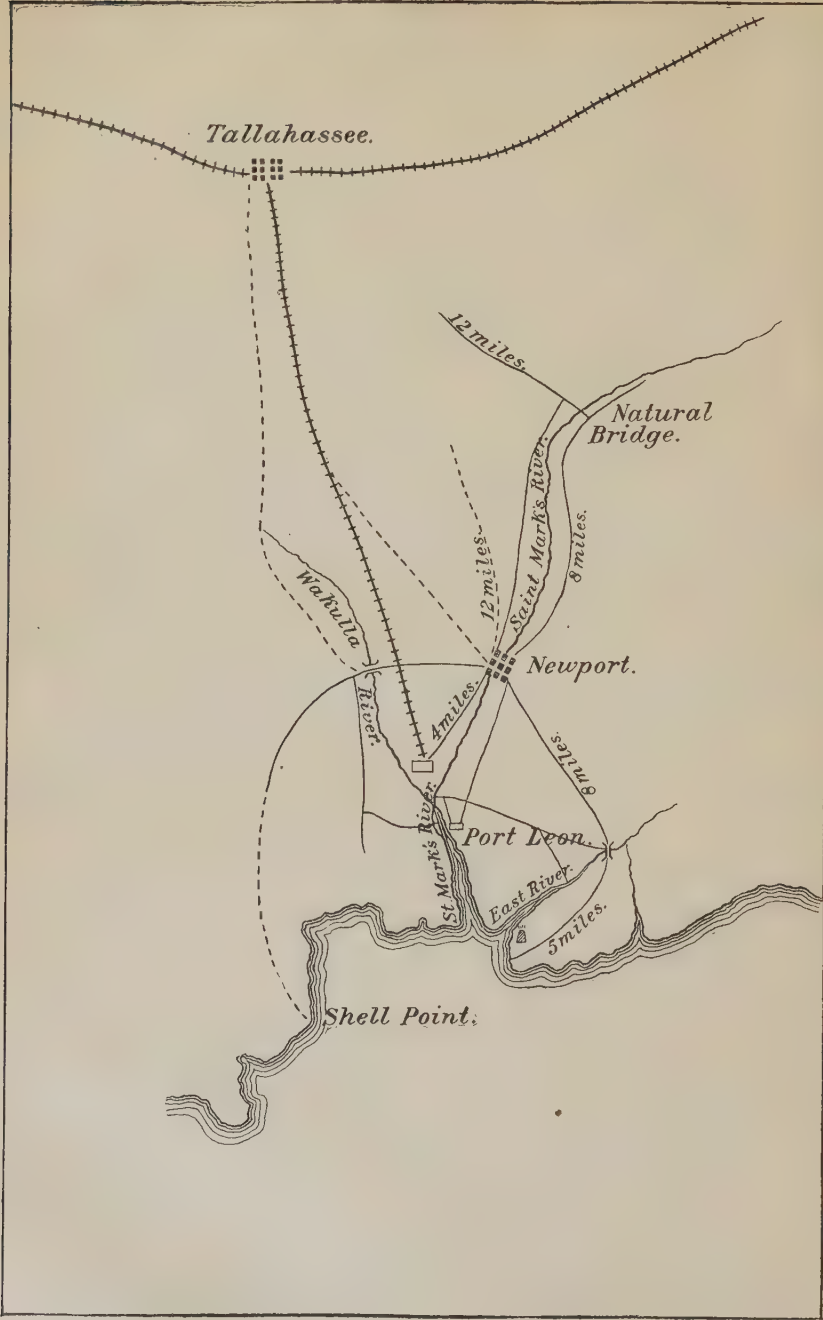 Tallahassee.
12 miles.
Natural
Bridge.
Saint Mark's River.
8 miles.
12 miles.
Wakulla
River.
Newport.
4 miles.
8 miles.
St Mark's River.
Port Leon.
East River.
5 miles.
Shell Point.